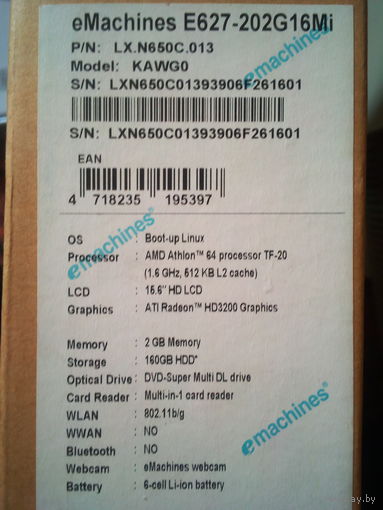 eMachines E627-202G16Mi
P/N: LX.N650C.013
Model: KAWG0
S/N: LXN650C01393906F261601
S/N: LXN650C01393906F261601
EAN
4 718235 195397
OS : Boot-up Linux
Processor : AMD Athlon™ 64 processor TF-20
(1.6 GHz, 512 KB L2 cache)
LCD : 15.6" HD LCD
Graphics : ATI Radeon™ HD3200 Graphics
Memory : 2 GB Memory
Storage : 160GB HDD*
Optical Drive : DVD-Super Multi DL drive
Card Reader : Multi-in-1 card reader
WLAN : 802.11b/g
WWAN : NO
Bluetooth : NO
Webcam : eMachines webcam
Battery : 6-cell Li-ion battery
eMachines
eMachines®
eMachines
eMachines®